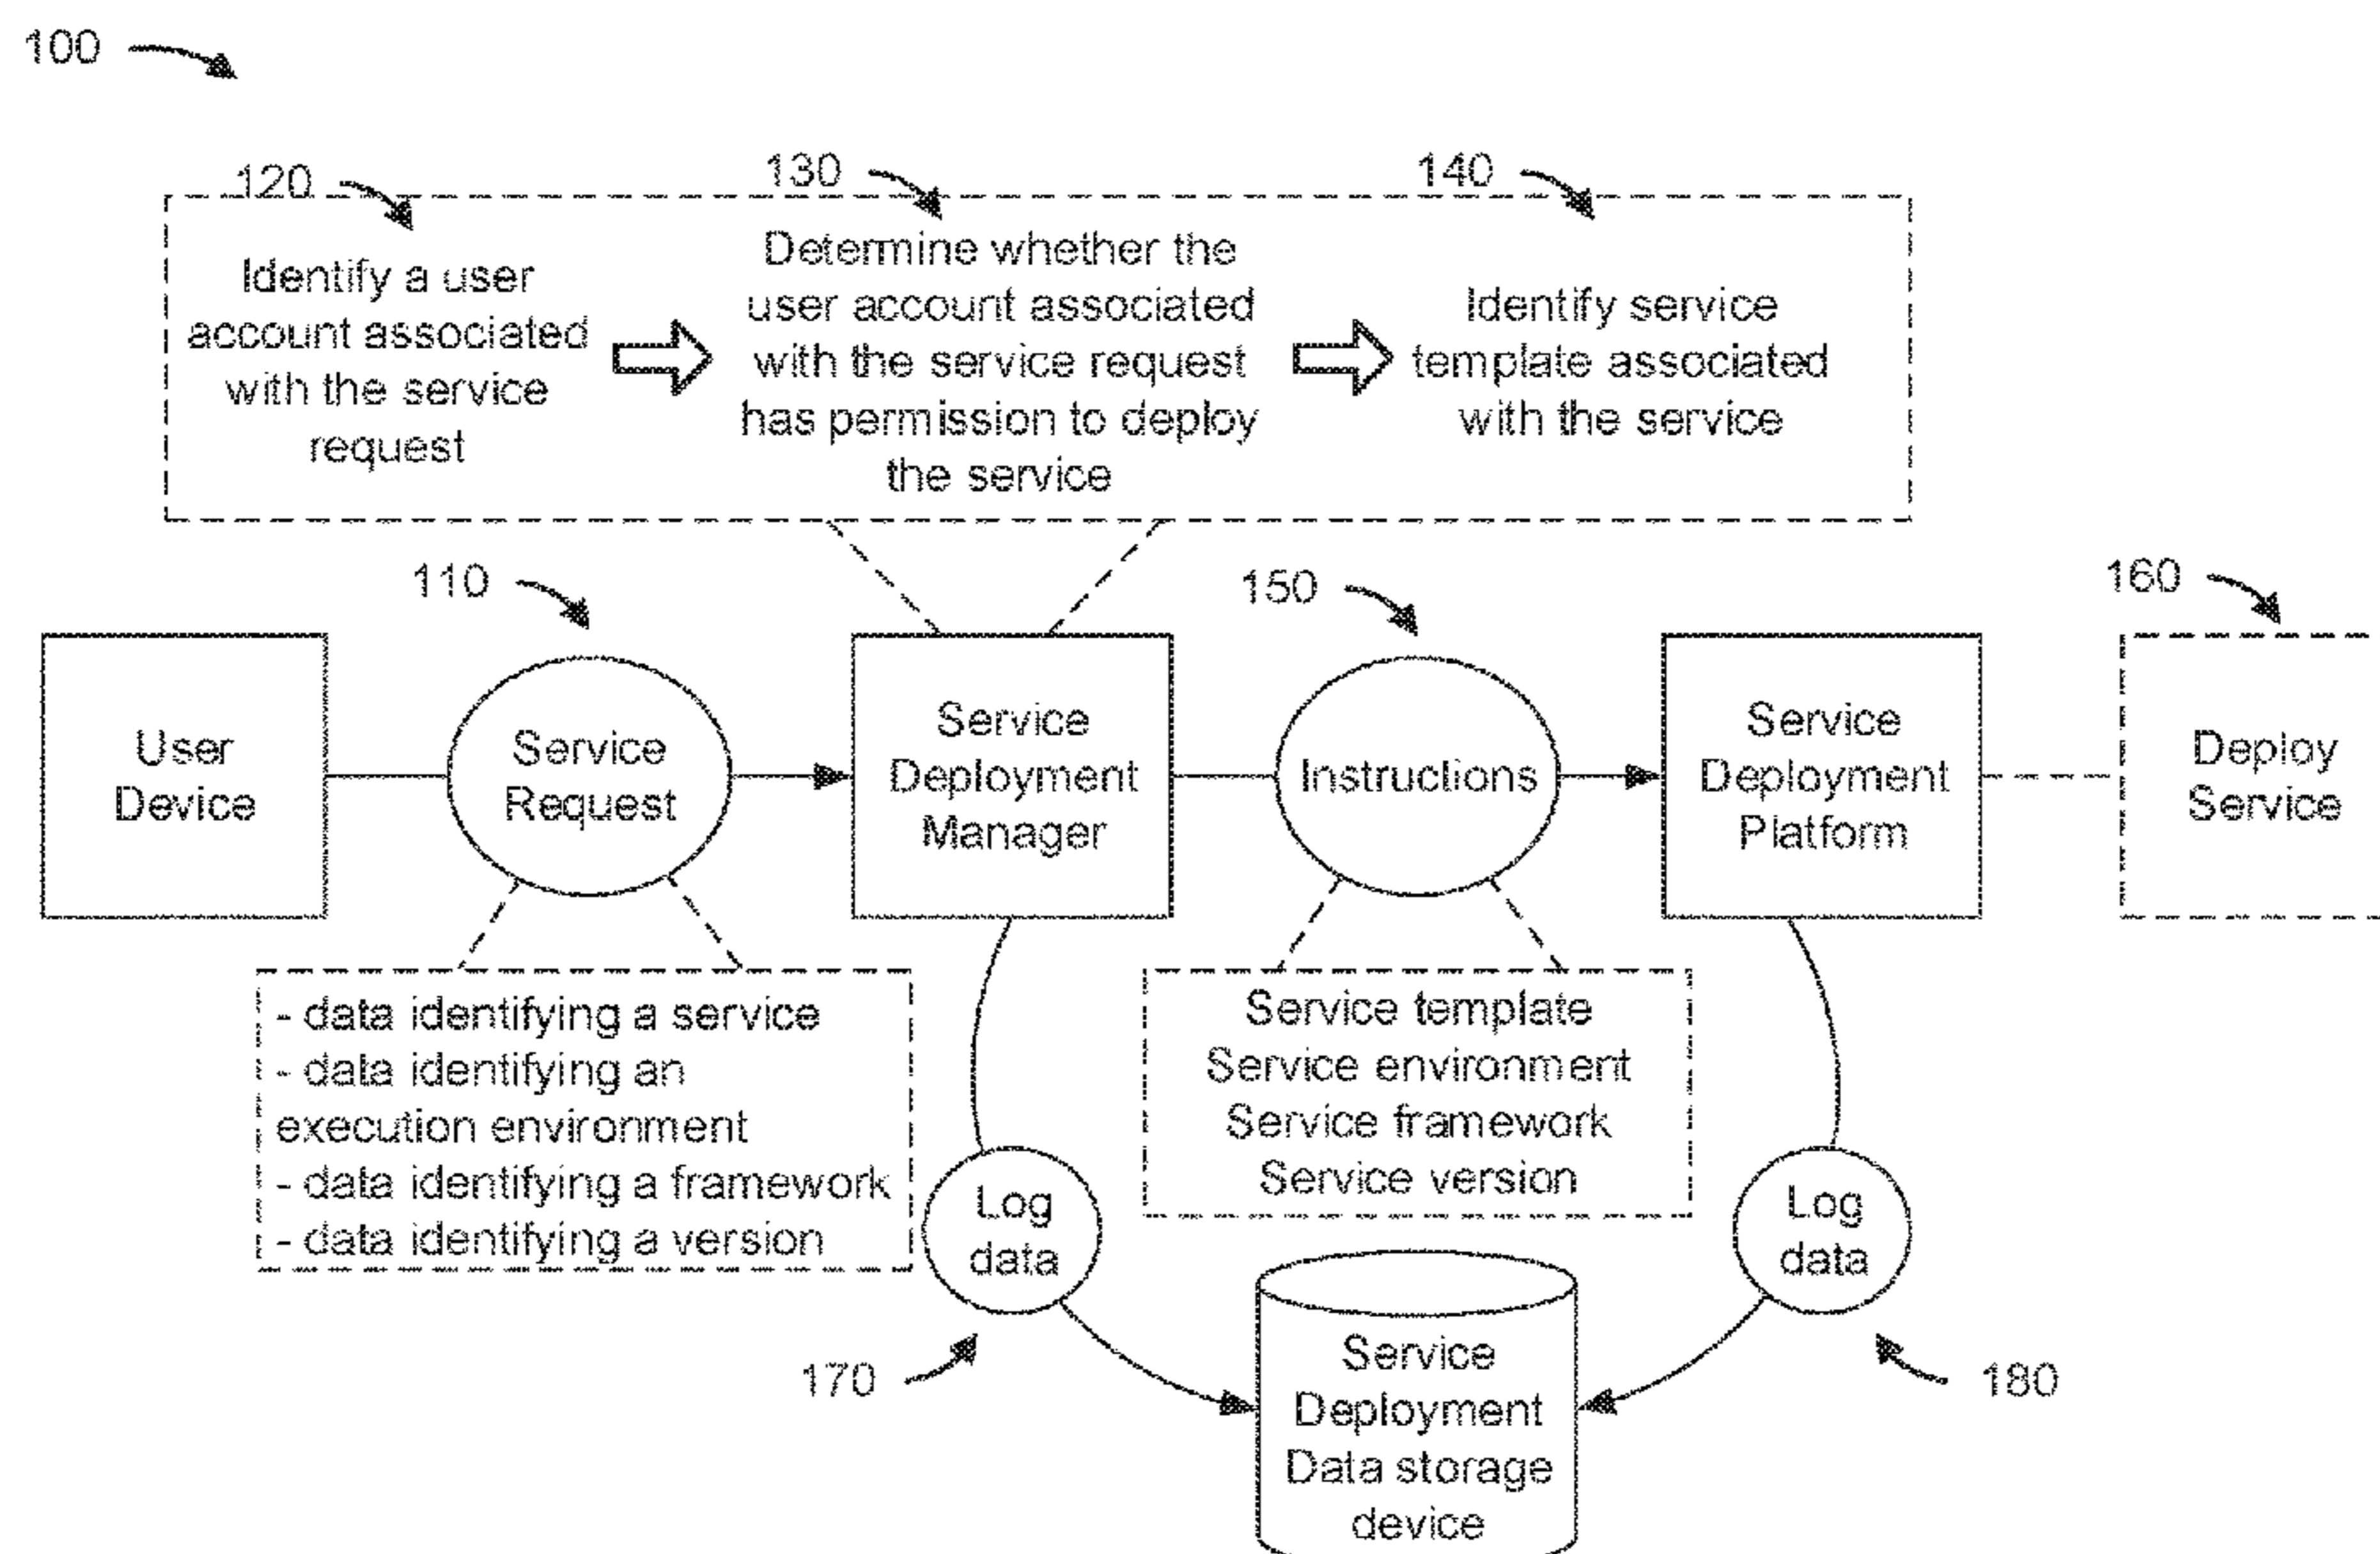 100
120
130
140
Identify a user
account associated
with the service
request
Determine whether the
user account associated
with the service request
has permission to deploy
the service
Identify service
template associated
with the service
110
150
160
User
Device
Service
Request
Service
Deployment
Manager
Instructions
Service
Deployment
Platform
Deploy
Service
- data identifying a service
- data identifying an
execution environment
- data identifying a framework
- data identifying a version
Service template
Service environment
Service framework
Service version
Log
data
Log
data
170
180
Service
Deployment
Data storage
device